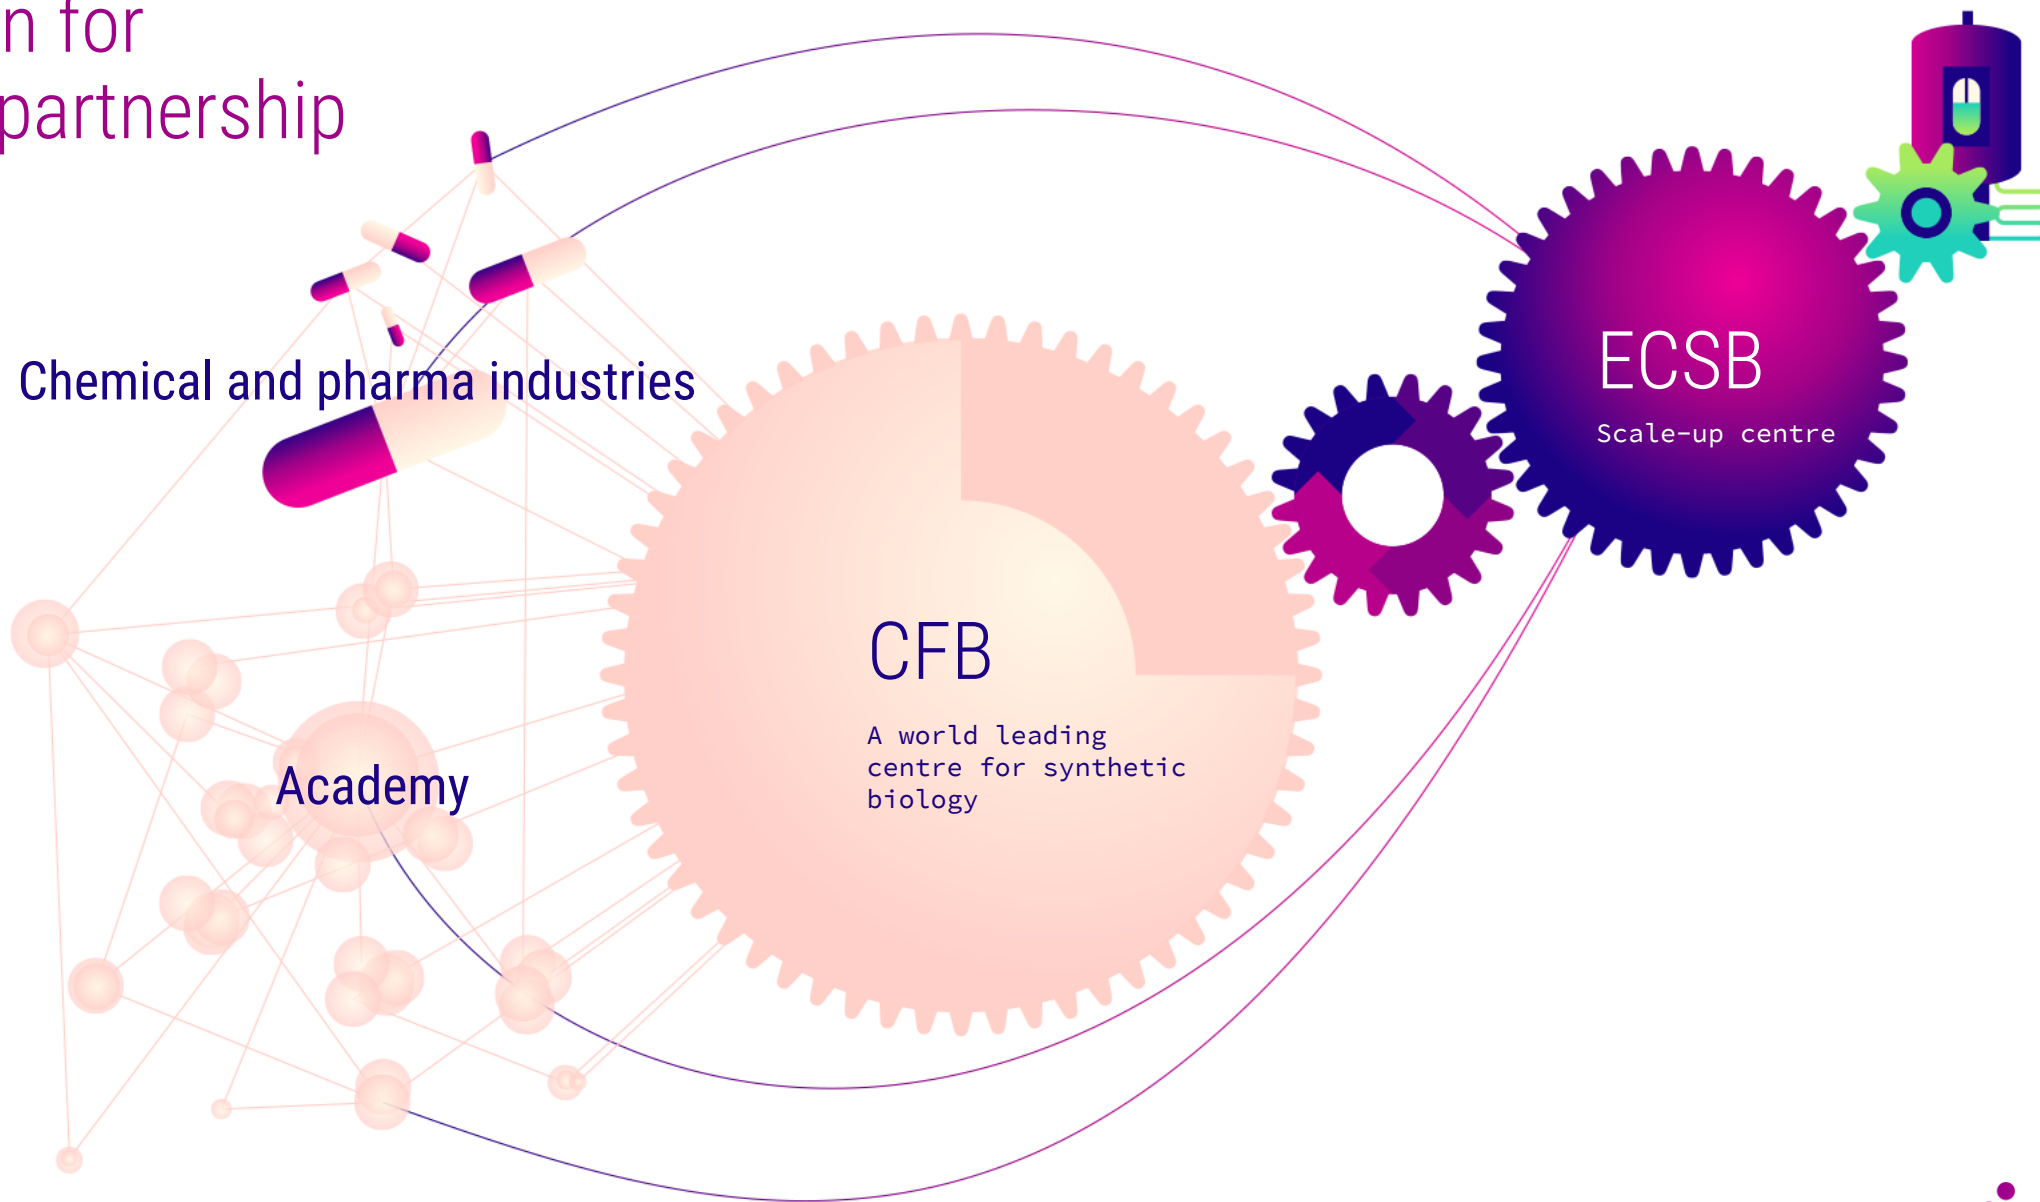 n for
partnership
Chemical and pharma industries
ECSB
Scale-up centre
CFB
A world leading
centre for synthetic
biology
Academy